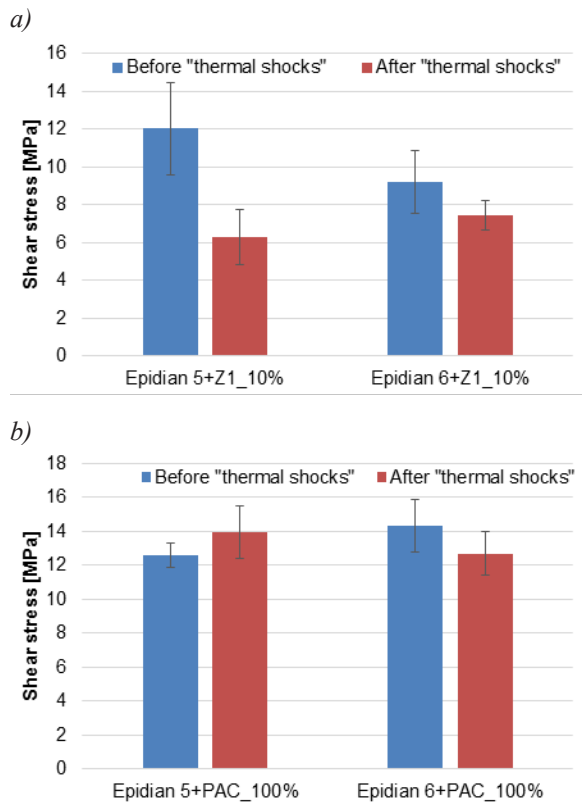 a)
16
Before "thermal shocks" After "thermal shocks"
14
12
10
8
6
4
2
0
Shear stress [MPa]
Epidian 5+Z1_10% Epidian 6+Z1_10%
b)
18
Before "thermal shocks" After "thermal shocks"
16
14
12
10
8
6
4
2
0
Shear stress [MPa]
Epidian 5+PAC_100% Epidian 6+PAC_100%